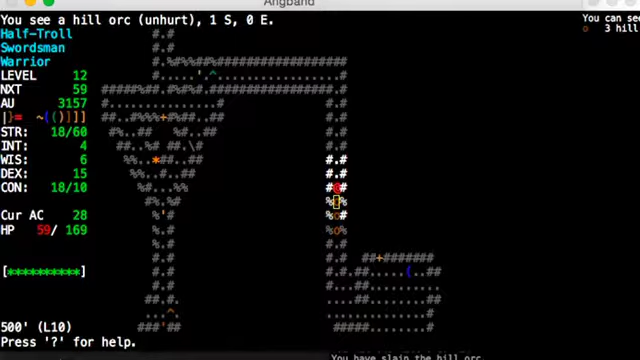 Angband
You see a hill orc (unhurt), 1 S, 0 E.
You can see
3 hill
Half-Troll
Swordsman
Warrior
LEVEL 12
NXT 59
AU 3157
STR: 18/60
INT: 4
WIS: 6
DEX: 15
CON: 18/10
Cur AC 28
HP 59/ 169
[**********]
500' (L10)
Press '?' for help.
You have slain the hill orc.